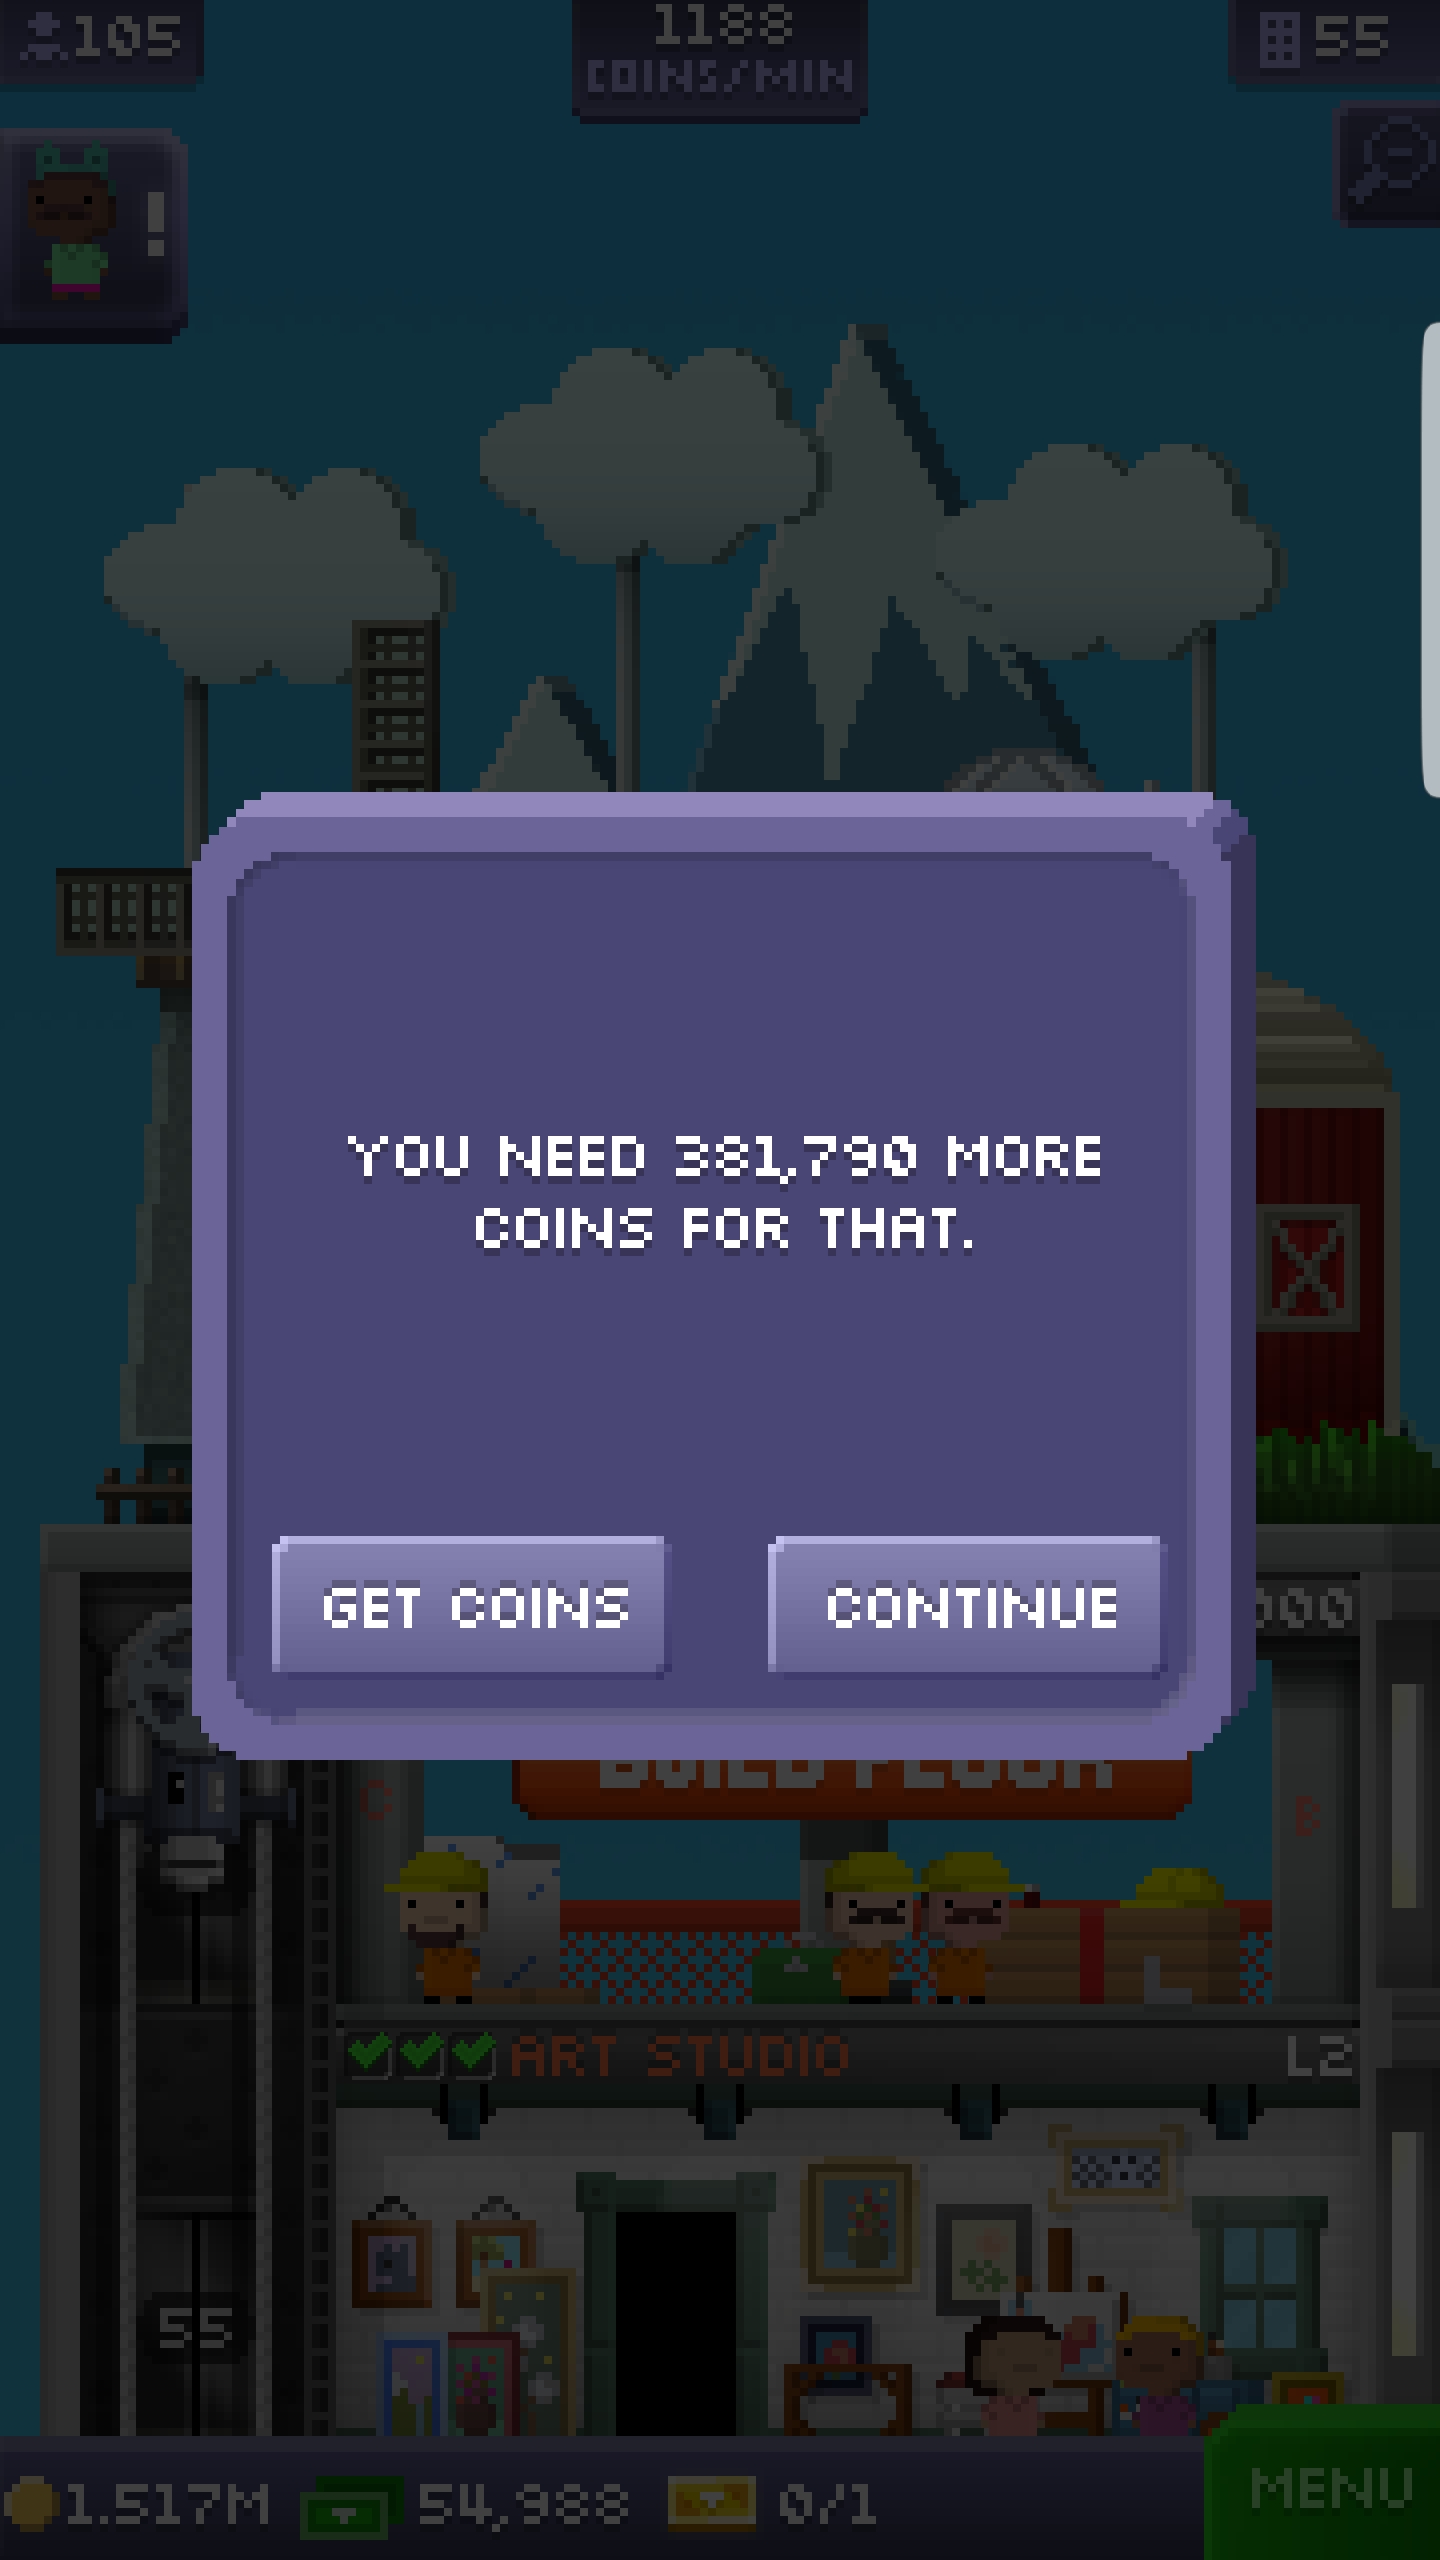 105
1188
COINS/MIN
55
!
YOU NEED 381,790 MORE
COINS FOR THAT.
GET COINS
CONTINUE
BUILD FLOOR
C
B
ART STUDIO
L2
55
1.517M
54,988
0/1
MENU